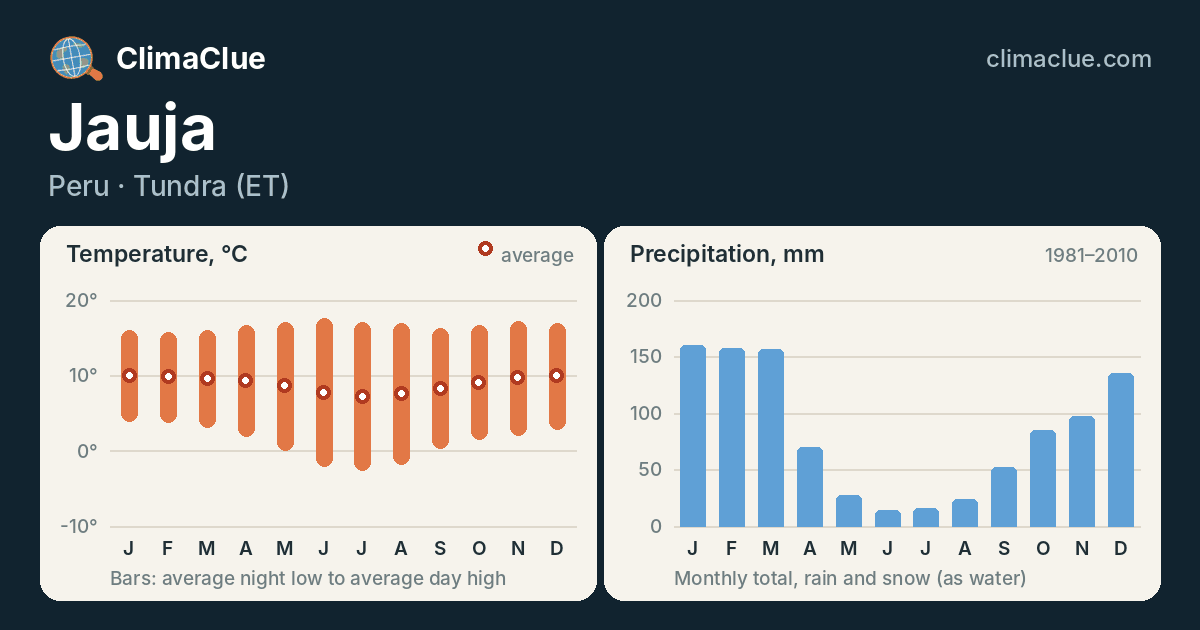 ClimaClue
climaclue.com
Jauja
Peru · Tundra (ET)
Temperature, °C
average
20°
10°
0°
-10°
J F M A M J J A S O N D
Bars: average night low to average day high
Precipitation, mm
1981–2010
200
150
100
50
0
J F M A M J J A S O N D
Monthly total, rain and snow (as water)